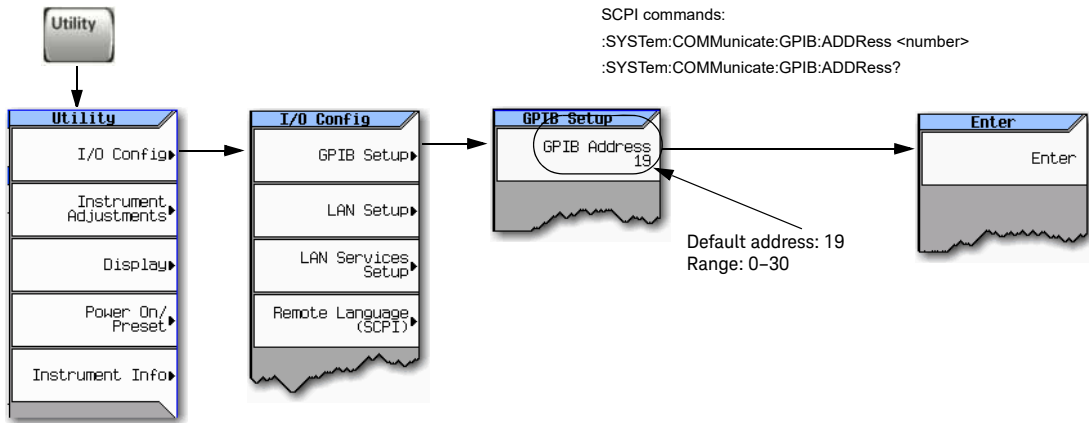 SCPI commands:
:SYSTem:COMMunicate:GPIB:ADDRess <number>
:SYSTem:COMMunicate:GPIB:ADDRess?
Utility
Utility
I/O Config
Instrument
Adjustments
Display
Power On/
Preset
Instrument Info
I/O Config
GPIB Setup
LAN Setup
LAN Services
Setup
Remote Language
(SCPI)
GPIB Setup
GPIB Address
19
Default address: 19
Range: 0–30
Enter
Enter